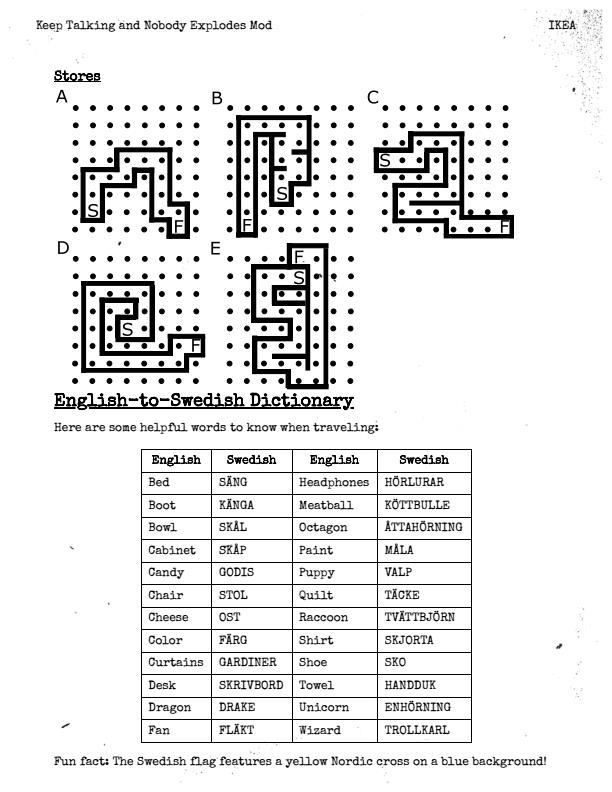 Keep Talking and Nobody Explodes Mod IKEA
Stores
A B C
S F
S F
S F
D E
S F
F S
English-to-Swedish Dictionary
Here are some helpful words to know when traveling:
English Swedish English Swedish
Bed SÄNG Headphones HÖRLURAR
Boot KÄNGA Meatball KÖTTBULLE
Bowl SKÅL Octagon ÅTTAHÖRNING
Cabinet SKÅP Paint MÅLA
Candy GODIS Puppy VALP
Chair STOL Quilt TÄCKE
Cheese OST Raccoon TVÄTTBJÖRN
Color FÄRG Shirt SKJORTA
Curtains GARDINER Shoe SKO
Desk SKRIVBORD Towel HANDDUK
Dragon DRAKE Unicorn ENHÖRNING
Fan FLÄKT Wizard TROLLKARL
Fun fact: The Swedish flag features a yellow Nordic cross on a blue background!